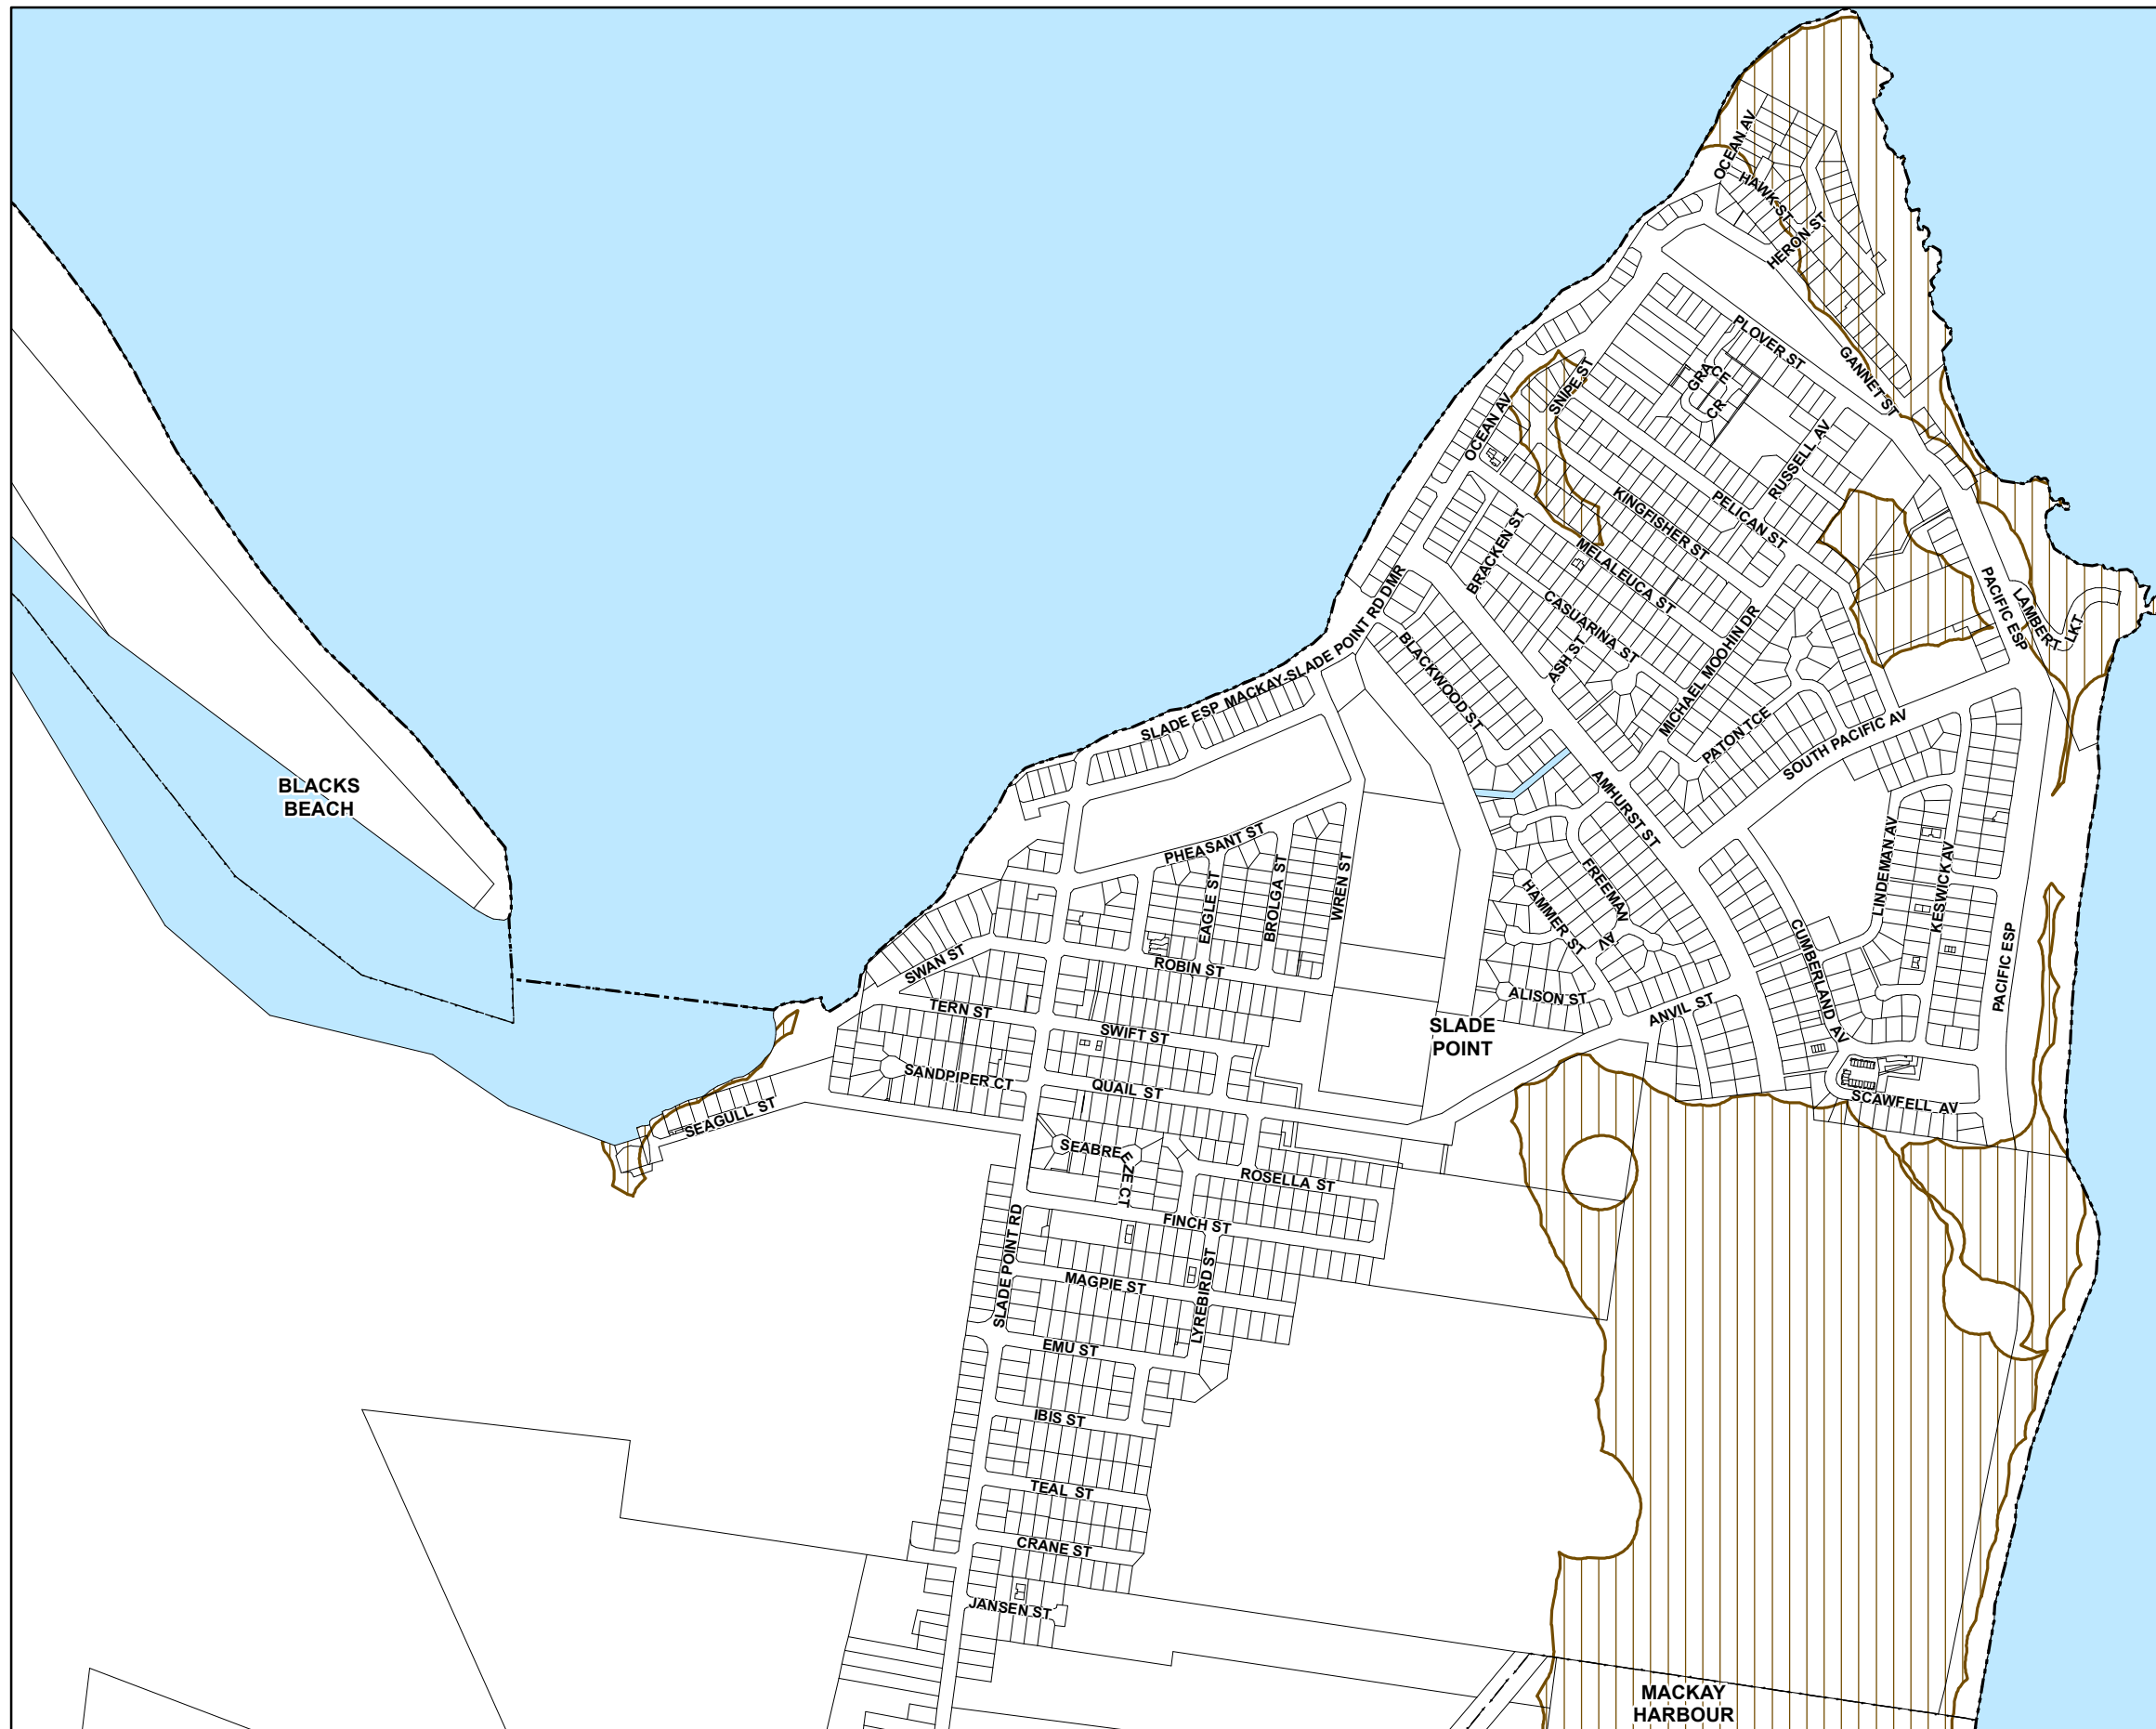 OCEAN AV
HAWK ST
HERON ST
PLOVER ST
GANNET ST
GRACE
CR
SNIPE ST
OCEAN AV
RUSSELL AV
PELICAN ST
KINGFISHER ST
BRACKEN ST
MELALEUCA ST
CASUARINA ST
ASH ST
MICHAEL MOOHIN DR
PACIFIC ESP
LAMBERT
LKT
SLADE ESP
MACKAY-SLADE POINT RD DMR
BLACKWOOD ST
PATON TCE
SOUTH PACIFIC AV
AMHURST ST
BLACKS
BEACH
PHEASANT ST
EAGLE ST
BROLGA ST
WREN ST
FREEMAN
AV
HAMMER ST
LINDEMAN AV
KESWICK AV
CUMBERLAND AV
PACIFIC ESP
SWAN ST
ROBIN ST
ALISON ST
ANVIL ST
TERN ST
SWIFT ST
SLADE
POINT
SANDPIPER CT
QUAIL ST
SCAWFELL AV
SEAGULL ST
SEABRE
EZE CT
ROSELLA ST
FINCH ST
SLADE POINT RD
LYREBIRD ST
MAGPIE ST
EMU ST
IBIS ST
TEAL ST
CRANE ST
JANSEN ST
MACKAY
HARBOUR